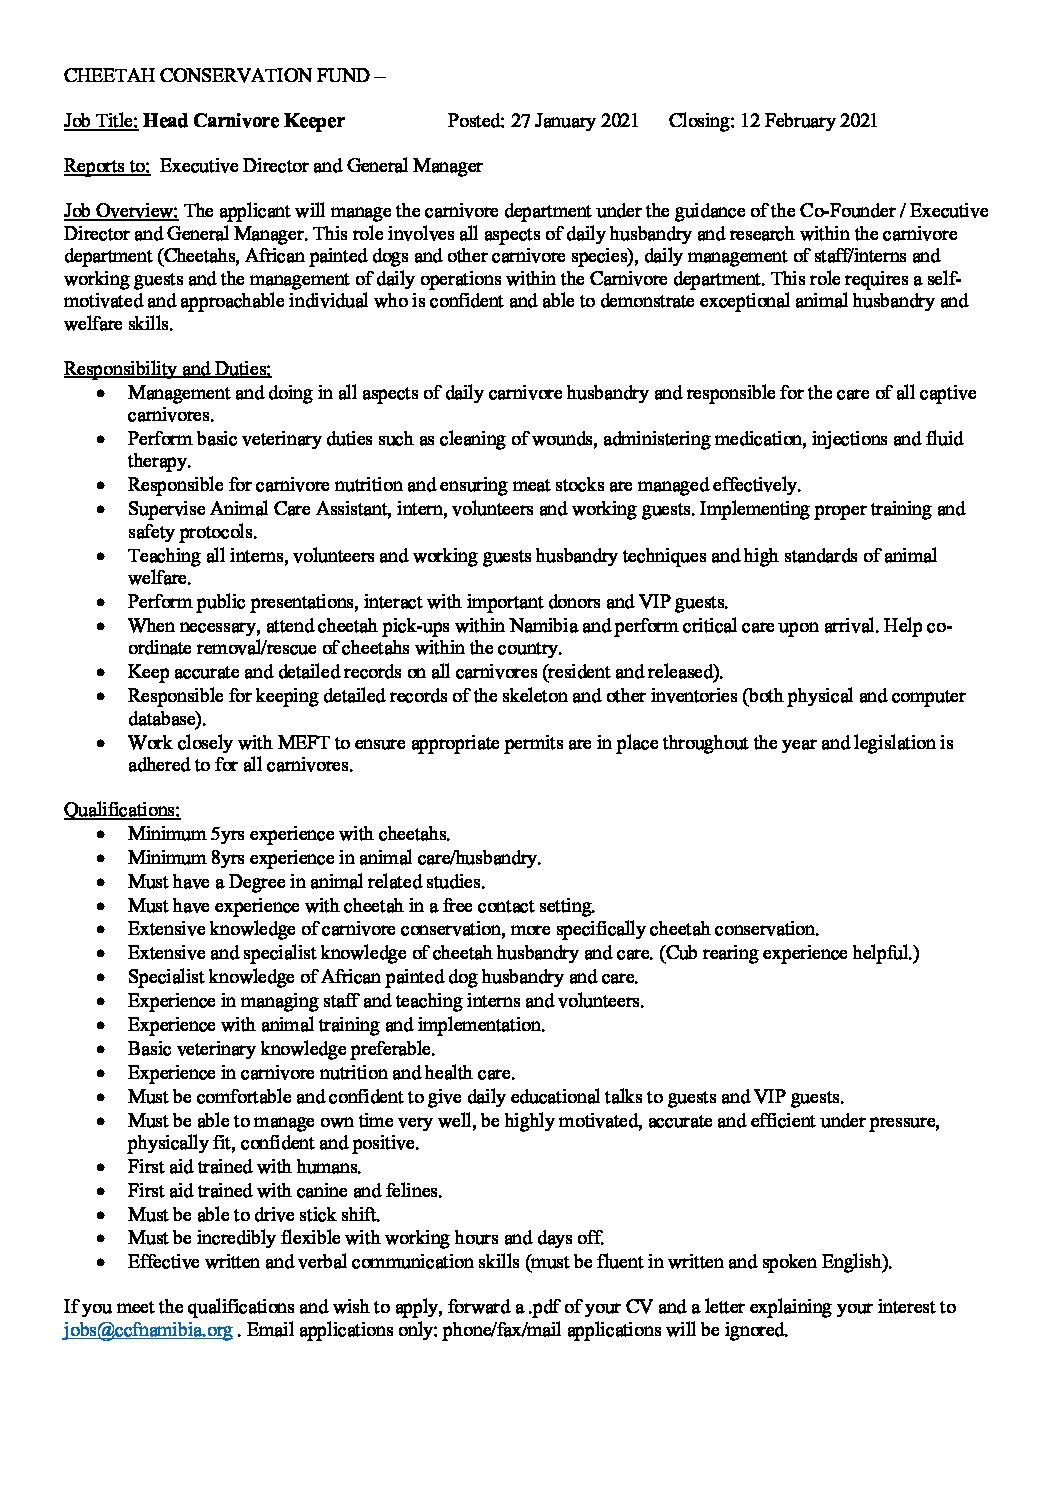 CHEETAH CONSERVATION FUND –
Job Title: Head Carnivore Keeper Posted: 27 January 2021 Closing: 12 February 2021
Reports to: Executive Director and General Manager
Job Overview: The applicant will manage the carnivore department under the guidance of the Co-Founder / Executive
Director and General Manager. This role involves all aspects of daily husbandry and research within the carnivore
department (Cheetahs, African painted dogs and other carnivore species), daily management of staff/interns and
working guests and the management of daily operations within the Carnivore department. This role requires a self-
motivated and approachable individual who is confident and able to demonstrate exceptional animal husbandry and
welfare skills.
Responsibility and Duties:
• Management and doing in all aspects of daily carnivore husbandry and responsible for the care of all captive
carnivores.
• Perform basic veterinary duties such as cleaning of wounds, administering medication, injections and fluid
therapy.
• Responsible for carnivore nutrition and ensuring meat stocks are managed effectively.
• Supervise Animal Care Assistant, intern, volunteers and working guests. Implementing proper training and
safety protocols.
• Teaching all interns, volunteers and working guests husbandry techniques and high standards of animal
welfare.
• Perform public presentations, interact with important donors and VIP guests.
• When necessary, attend cheetah pick-ups within Namibia and perform critical care upon arrival. Help co-
ordinate removal/rescue of cheetahs within the country.
• Keep accurate and detailed records on all carnivores (resident and released).
• Responsible for keeping detailed records of the skeleton and other inventories (both physical and computer
database).
• Work closely with MEFT to ensure appropriate permits are in place throughout the year and legislation is
adhered to for all carnivores.
Qualifications:
• Minimum 5yrs experience with cheetahs.
• Minimum 8yrs experience in animal care/husbandry.
• Must have a Degree in animal related studies.
• Must have experience with cheetah in a free contact setting.
• Extensive knowledge of carnivore conservation, more specifically cheetah conservation.
• Extensive and specialist knowledge of cheetah husbandry and care. (Cub rearing experience helpful.)
• Specialist knowledge of African painted dog husbandry and care.
• Experience in managing staff and teaching interns and volunteers.
• Experience with animal training and implementation.
• Basic veterinary knowledge preferable.
• Experience in carnivore nutrition and health care.
• Must be comfortable and confident to give daily educational talks to guests and VIP guests.
• Must be able to manage own time very well, be highly motivated, accurate and efficient under pressure,
physically fit, confident and positive.
• First aid trained with humans.
• First aid trained with canine and felines.
• Must be able to drive stick shift.
• Must be incredibly flexible with working hours and days off.
• Effective written and verbal communication skills (must be fluent in written and spoken English).
If you meet the qualifications and wish to apply, forward a .pdf of your CV and a letter explaining your interest to
jobs@ccfnamibia.org . Email applications only: phone/fax/mail applications will be ignored.